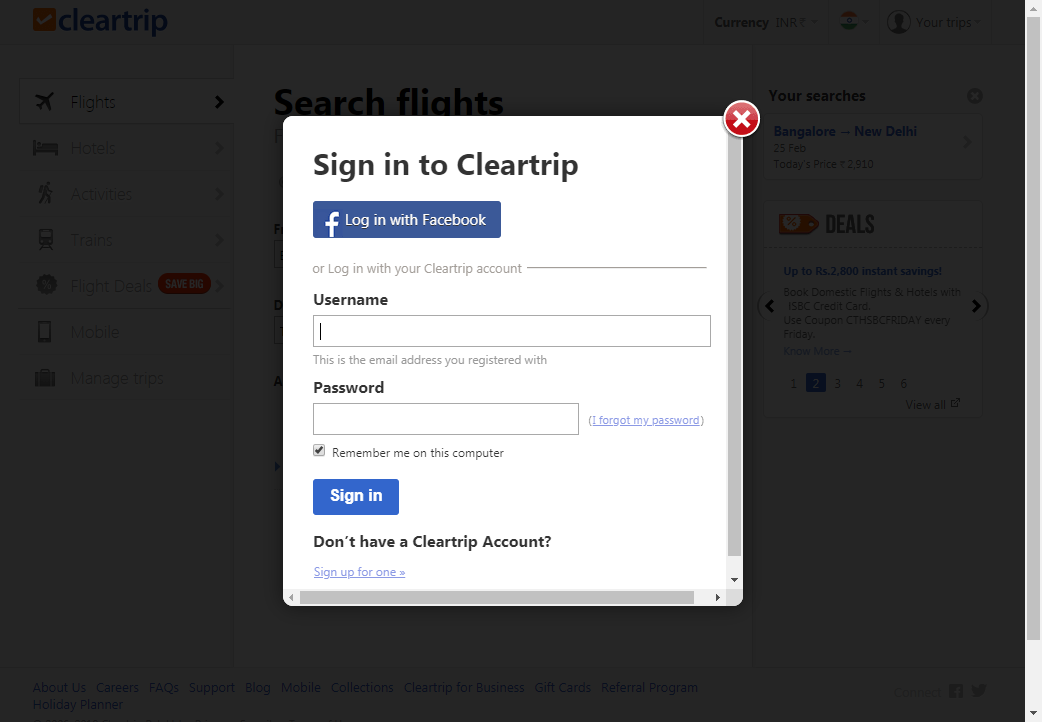 cleartrip
Currency INR₹
Your trips
Flights
Hotels
Activities
Trains
Flight Deals SAVE BIG
Mobile
Manage trips
Search flights
Sign in to Cleartrip
f Log in with Facebook
or Log in with your Cleartrip account
Username
This is the email address you registered with
Password
(I forgot my password)
Remember me on this computer
Sign in
Don't have a Cleartrip Account?
Sign up for one »
Your searches
Bangalore → New Delhi
25 Feb
Today's Price ₹ 2,910
% DEALS
Up to Rs.2,800 instant savings!
Book Domestic Flights & Hotels with
ISBC Credit Card.
Use Coupon CTHSBCFRIDAY every
Friday.
Know More —
1 2 3 4 5 6
View all
About Us Careers FAQs Support Blog Mobile Collections Cleartrip for Business Gift Cards Referral Program
Holiday Planner
Connect